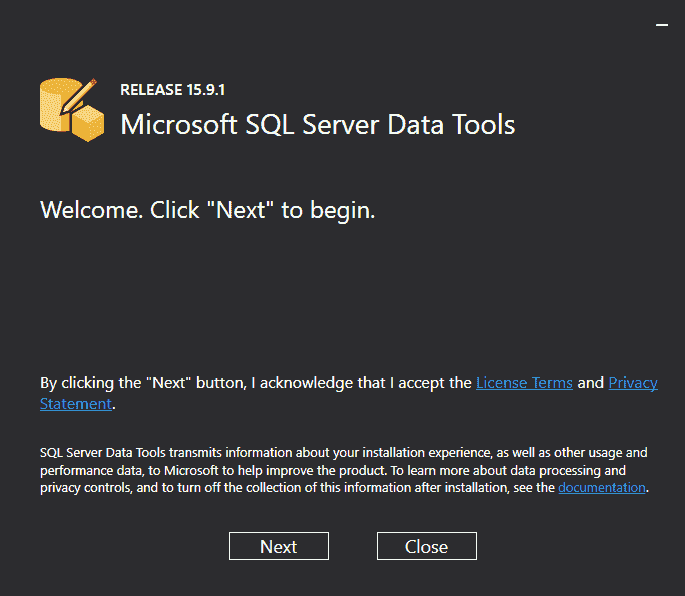 RELEASE 15.9.1
Microsoft SQL Server Data Tools
Welcome. Click "Next" to begin.
By clicking the "Next" button, I acknowledge that I accept the License Terms and Privacy
Statement.
SQL Server Data Tools transmits information about your installation experience, as well as other usage and
performance data, to Microsoft to help improve the product. To learn more about data processing and
privacy controls, and to turn off the collection of this information after installation, see the documentation.
Next
Close